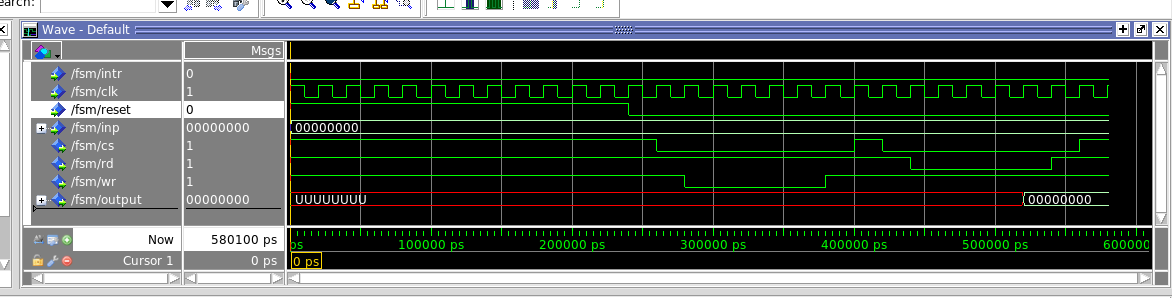 earch:
Wave - Default
Msgs
/fsm/intr 0
/fsm/clk 1
/fsm/reset 0
/fsm/inp 00000000 00000000
/fsm/cs 1
/fsm/rd 1
/fsm/wr 1
/fsm/output 00000000 UUUUUUUU 00000000
Now 580100 ps ps 100000 ps 200000 ps 300000 ps 400000 ps 500000 ps 600000
Cursor 1 0 ps 0 ps